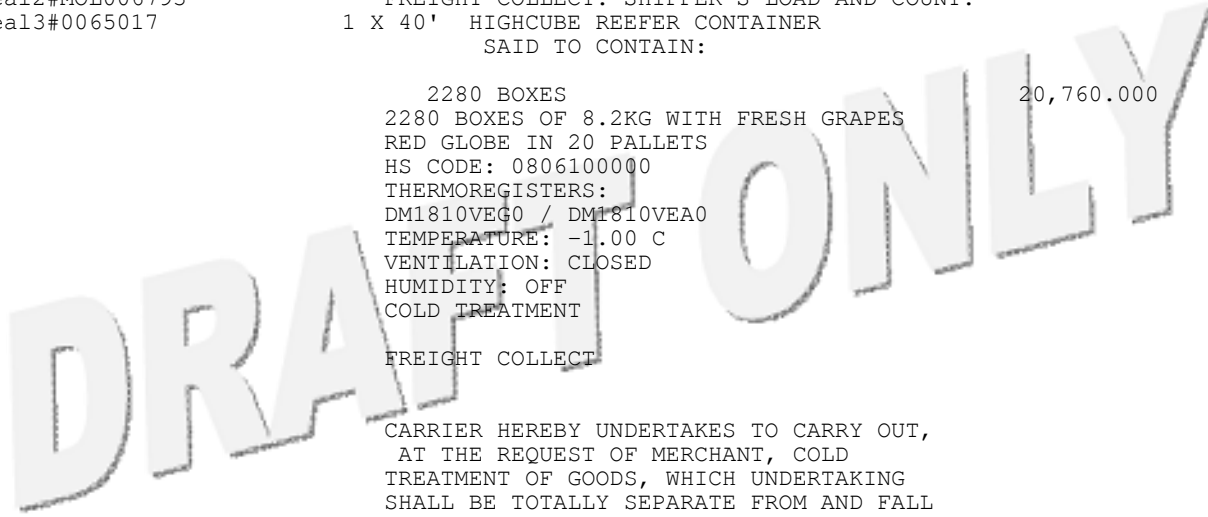 FREIGHT COLLECT. SHIPPER'S LOAD AND COUNT.
eal3#0065017 1 X 40' HIGHCUBE REEFER CONTAINER
SAID TO CONTAIN:
2280 BOXES 20,760.000
2280 BOXES OF 8.2KG WITH FRESH GRAPES
RED GLOBE IN 20 PALLETS
HS CODE: 0806100000
THERMOREGISTERS:
DM1810VEG0 / DM1810VEA0
TEMPERATURE: -1.00 C
VENTILATION: CLOSED
HUMIDITY: OFF
COLD TREATMENT
FREIGHT COLLECT
CARRIER HEREBY UNDERTAKES TO CARRY OUT,
AT THE REQUEST OF MERCHANT, COLD
TREATMENT OF GOODS, WHICH UNDERTAKING
SHALL BE TOTALLY SEPARATE FROM AND FALL
DRAFT ONLY